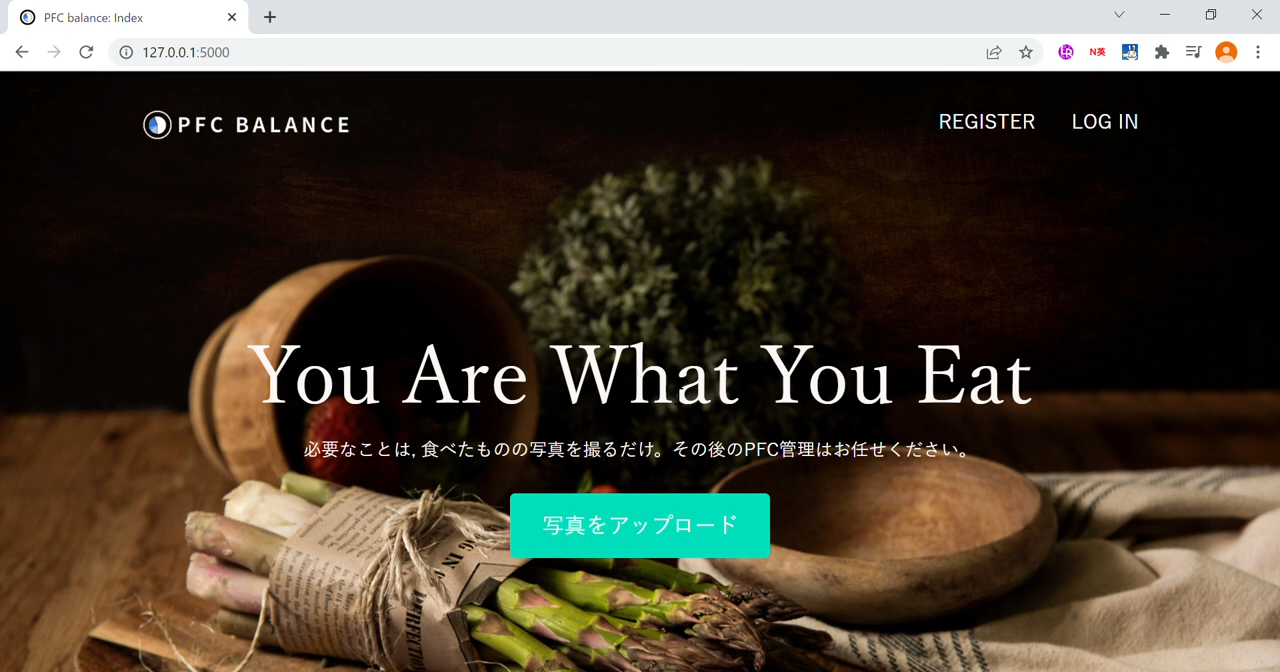 PFC balance: Index
127.0.0.1:5000
N英
PFC BALANCE
REGISTER
LOG IN
You Are What You Eat
必要なことは, 食べたものの写真を撮るだけ。その後のPFC管理はお任せください。
写真をアップロード